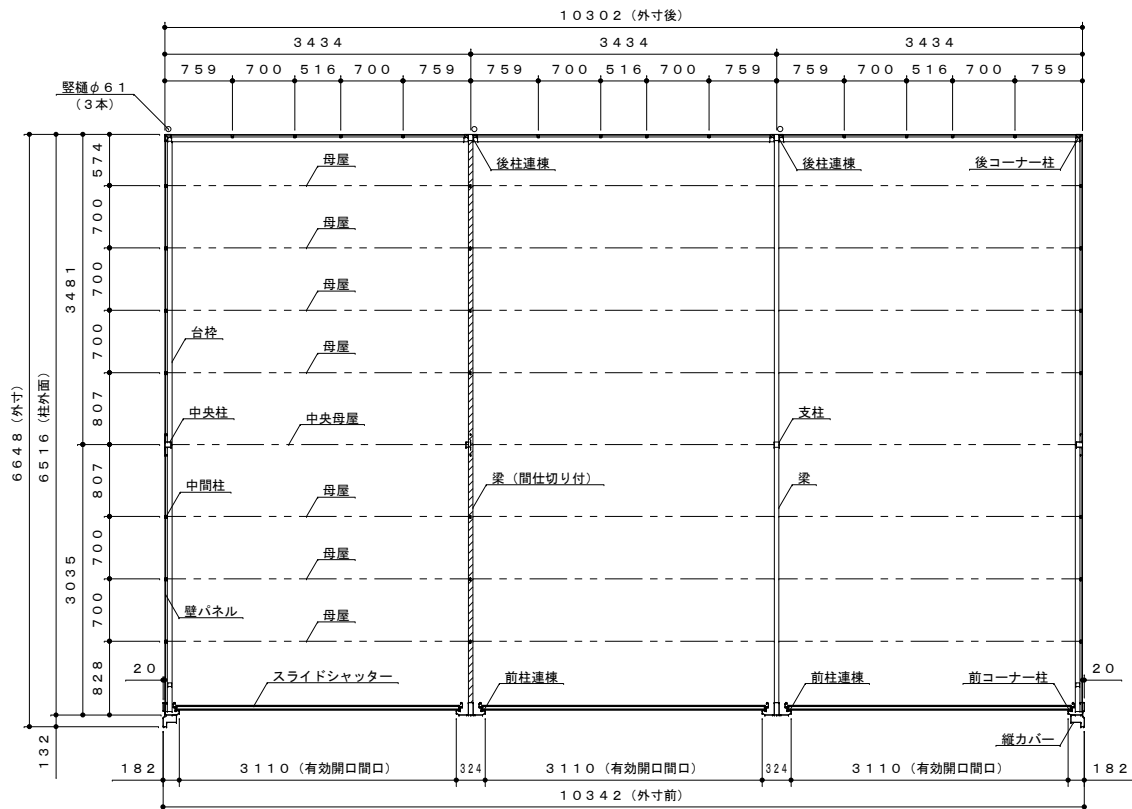 １０３０２（外寸後）
３４３４ ３４３４ ３４３４
７５９ ７００ ５１６ ７００ ７５９ ７５９ ７００ ５１６ ７００ ７５９ ７５９ ７００ ５１６ ７００ ７５９
竪樋φ６１
（３本）
後柱連棟 後柱連棟 後コーナー柱
母屋
母屋
母屋
台枠
母屋
中央柱 中央母屋 支柱
中間柱 母屋 梁（間仕切り付） 梁
母屋
壁パネル
母屋
スライドシャッター 前柱連棟 前柱連棟 前コーナー柱
縦カバー
６６４８（外寸）
６５１６（柱外面）
１３２
３４８１
３０３５
５７４
７００
７００
７００
８０７
８０７
７００
７００
８２８
２０ ２０
１８２ ３１１０（有効開口間口） ３２４ ３１１０（有効開口間口） ３２４ ３１１０（有効開口間口） １８２
１０３４２（外寸前）